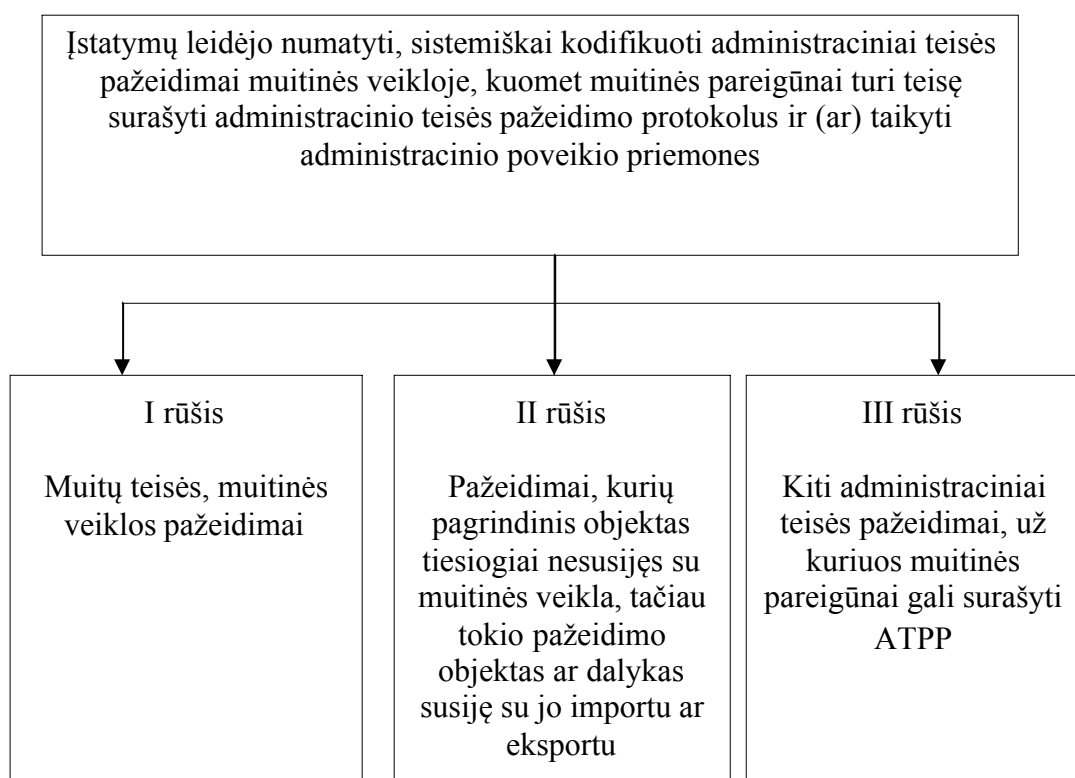 Įstatymų leidėjo numatyti, sistemiškai kodifikuoti administraciniai teisės
pažeidimai muitinės veikloje, kuomet muitinės pareigūnai turi teisę
surašyti administracinio teisės pažeidimo protokolus ir (ar) taikyti
administracinio poveikio priemones
I rūšis
Muitų teisės, muitinės
veiklos pažeidimai
II rūšis
Pažeidimai, kurių
pagrindinis objektas
tiesiogiai nesusijęs su
muitinės veikla, tačiau
tokio pažeidimo
objektas ar dalykas
susiję su jo importu ar
eksportu
III rūšis
Kiti administraciniai
teisės pažeidimai, už
kuriuos muitinės
pareigūnai gali surašyti
ATPP